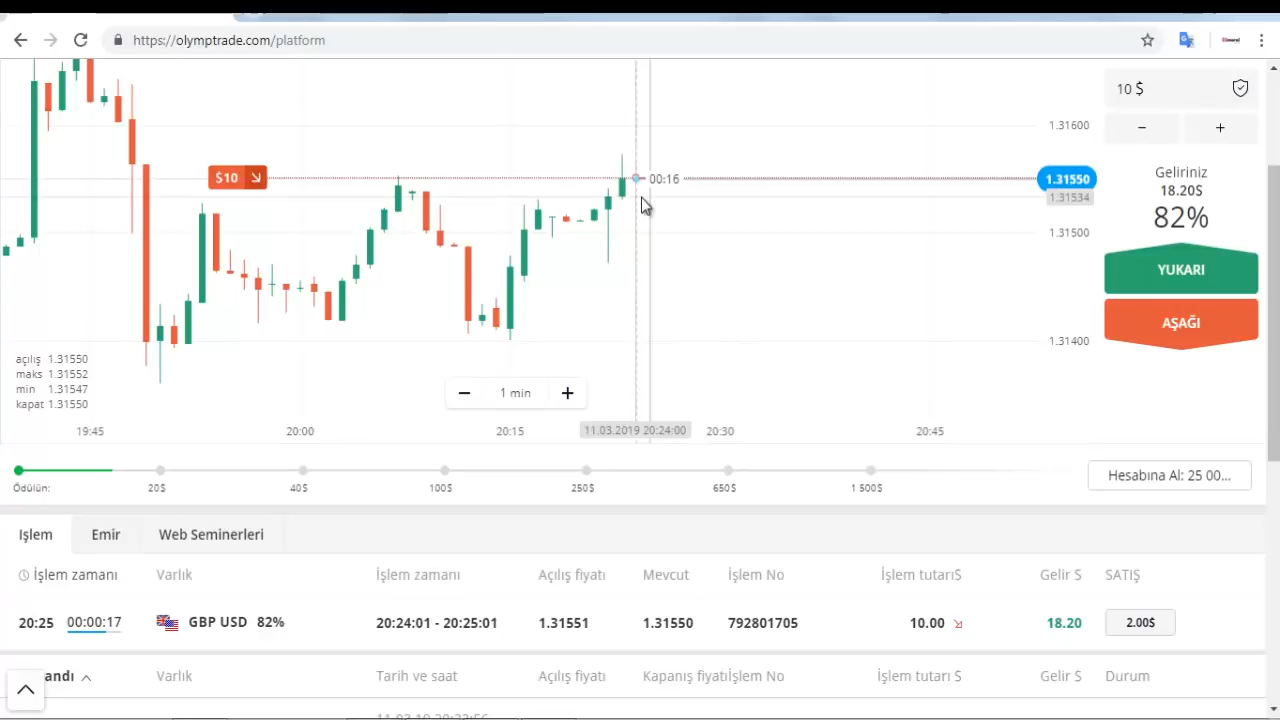 https://olymptrade.com/platform
10 $
− +
1.31600
$10
00:16
1.31550
1.31534
Geliriniz
18.20$
82%
1.31500
YUKARI
AŞAĞI
1.31400
açılış 1.31550
maks 1.31552
min 1.31547
kapat 1.31550
− 1 min +
19:45 20:00 20:15 11.03.2019 20:24:00 20:30 20:45
Hesabına Al: 25 00...
Ödülün: 20$ 40$ 100$ 250$ 650$ 1 500$
Işlem Emir Web Seminerleri
İşlem zamanı Varlık İşlem zamanı Açılış fiyatı Mevcut İşlem No İşlem tutarı$ Gelir $ SATIŞ
20:25 00:00:17 GBP USD 82% 20:24:01 - 20:25:01 1.31551 1.31550 792801705 10.00 18.20 2.00$
andı Varlık Tarih ve saat Açılış fiyatı Kapanış fiyatı İşlem No İşlem tutarı $ Gelir $ Durum